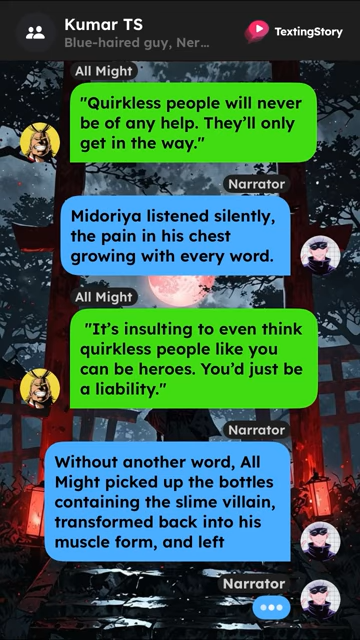 Kumar TS
Blue-haired guy, Ner...
TextingStory
All Might
"Quirkless people will never
be of any help. They’ll only
get in the way."
Narrator
Midoriya listened silently,
the pain in his chest
growing with every word.
All Might
"It’s insulting to even think
quirkless people like you
can be heroes. You’d just be
a liability."
Narrator
Without another word, All
Might picked up the bottles
containing the slime villain,
transformed back into his
muscle form, and left
Narrator